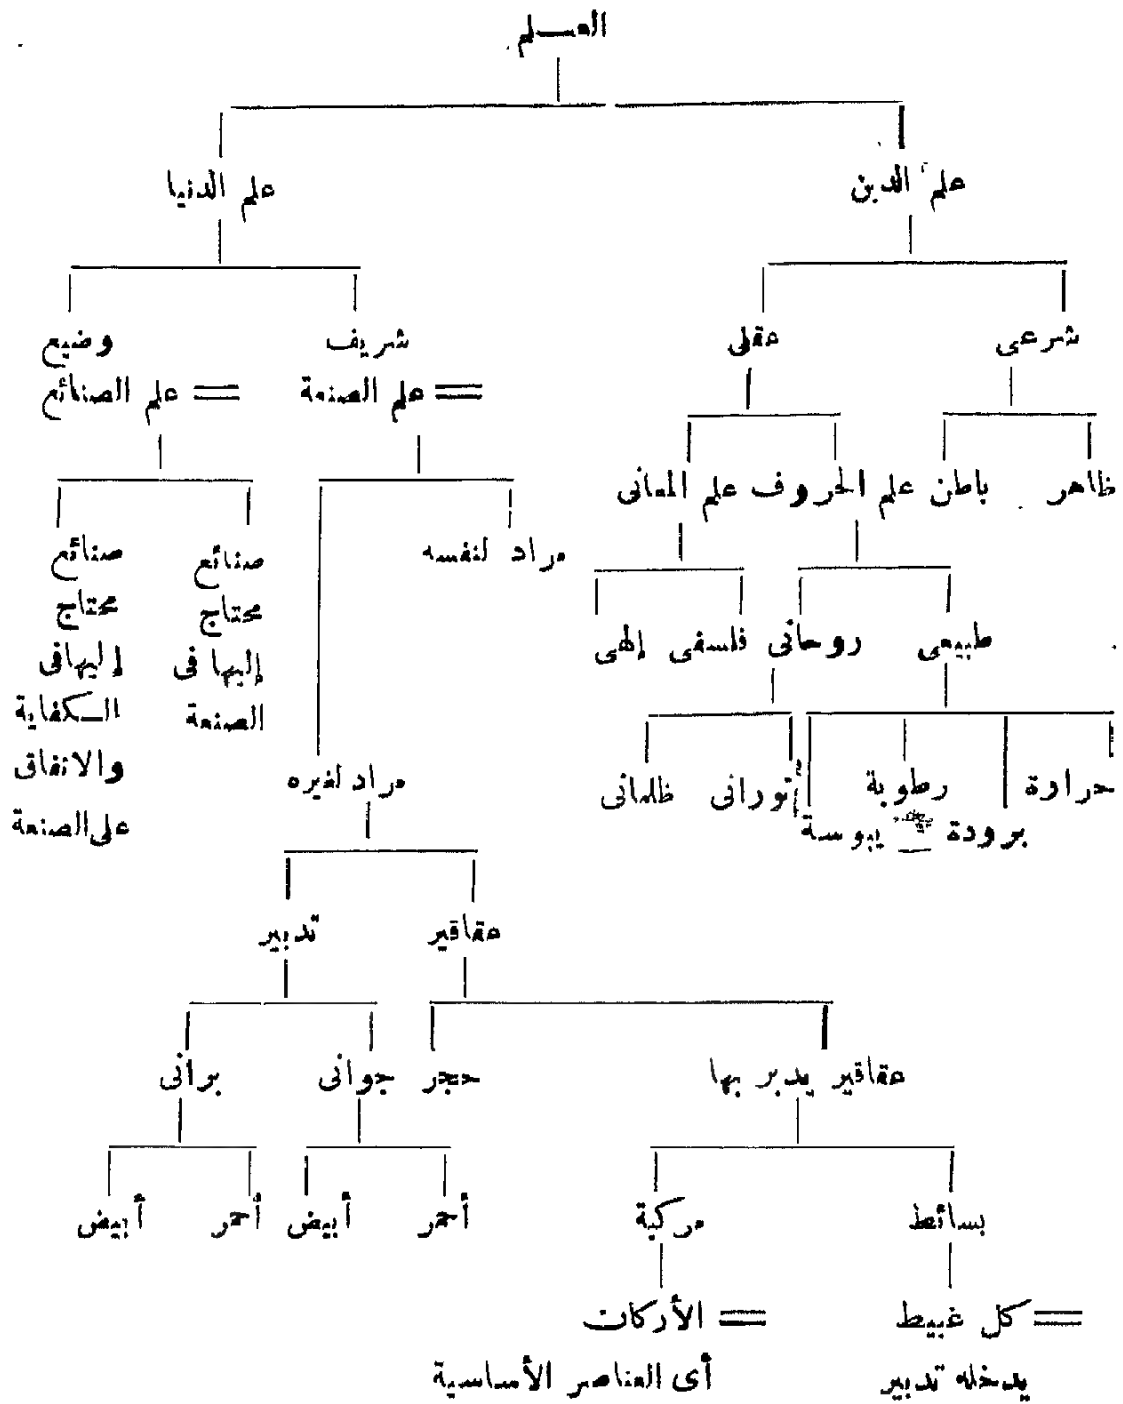 العلم
علم الدين علم الدنيا
شرعى عقلى شريف وضيع
= علم الصنعة = علم الصنائع
ظاهر باطن علم الحروف علم المعانى
مراد لنفسه صنائع صنائع
محتاج محتاج
طبيعى روحانى فلسفى إلهى إليها فى إليها فى
الصنعة الكفاية
حرارة رطوبة نورانى ظلمانى مراد لغيره والاتفاق
برودة يبوسة على الصنعة
عقاقير تدبير
عقاقير يدبر بها حجر جوانى برانى
بسائط مركبة أحمر أبيض أحمر أبيض
= كل غبيط = الأركان
يدخله تدبير أى العناصر الأساسية